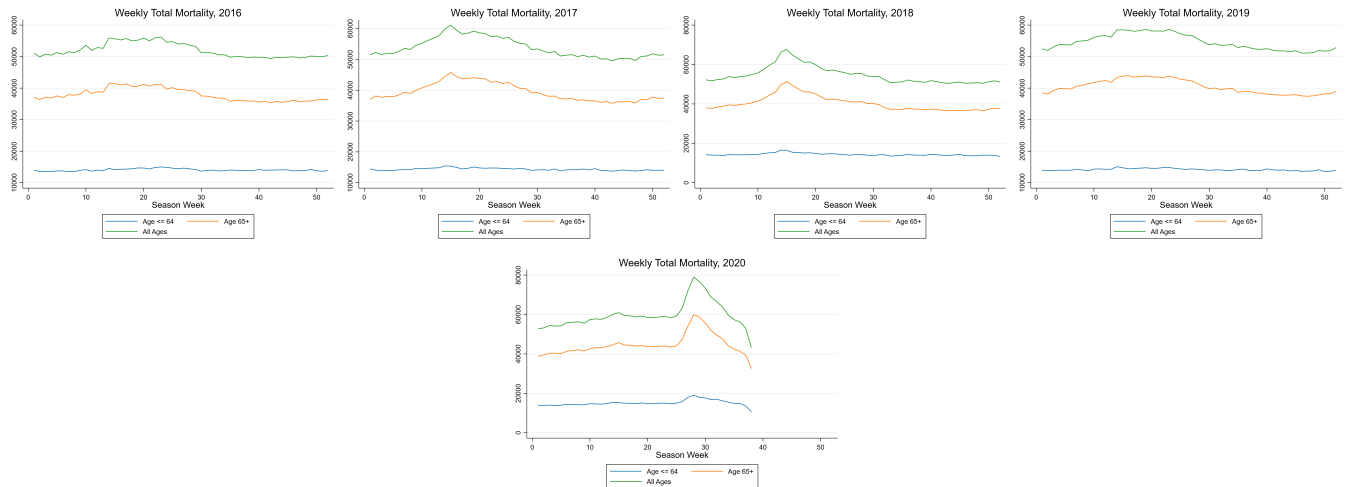 Weekly Total Mortality, 2016
60000
50000
40000
30000
20000
10000
0 10 20 30 40 50
Season Week
Age <= 64 Age 65+
All Ages
Weekly Total Mortality, 2017
60000
50000
40000
30000
20000
10000
0 10 20 30 40 50
Season Week
Age <= 64 Age 65+
All Ages
Weekly Total Mortality, 2018
80000
60000
40000
20000
0
0 10 20 30 40 50
Season Week
Age <= 64 Age 65+
All Ages
Weekly Total Mortality, 2019
60000
50000
40000
30000
20000
10000
0 10 20 30 40 50
Season Week
Age <= 64 Age 65+
All Ages
Weekly Total Mortality, 2020
80000
60000
40000
20000
0
0 10 20 30 40 50
Season Week
Age <= 64 Age 65+
All Ages